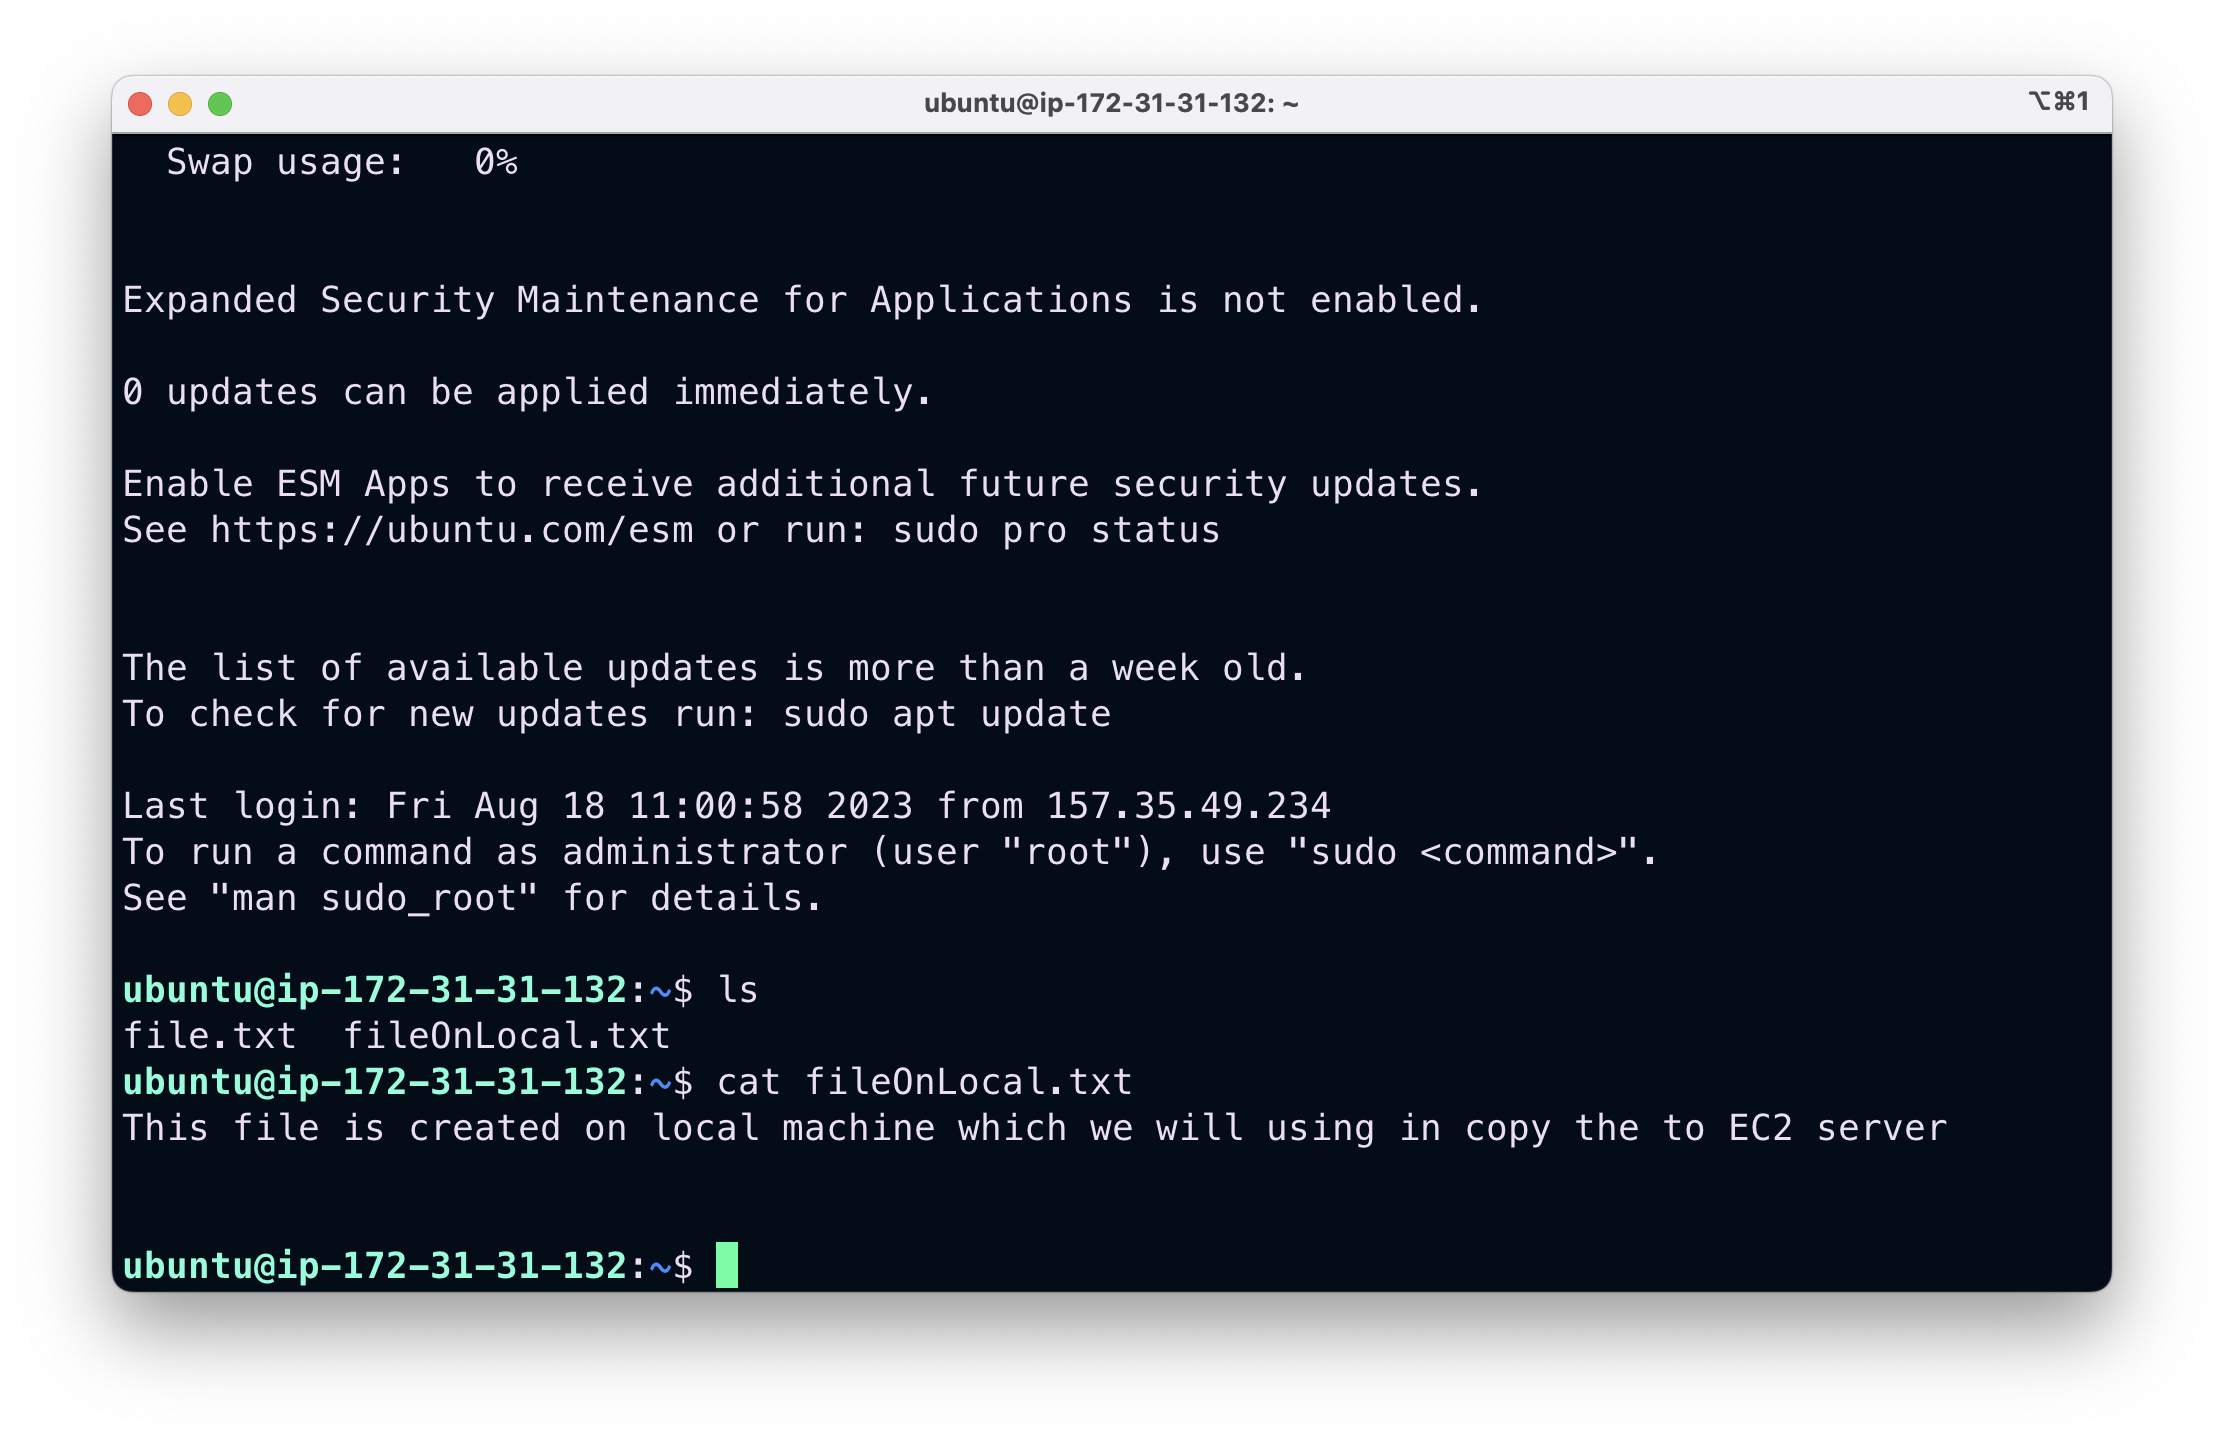 ubuntu@ip-172-31-31-132: ~
⌥⌘1
Swap usage:   0%
Expanded Security Maintenance for Applications is not enabled.
0 updates can be applied immediately.
Enable ESM Apps to receive additional future security updates.
See https://ubuntu.com/esm or run: sudo pro status
The list of available updates is more than a week old.
To check for new updates run: sudo apt update
Last login: Fri Aug 18 11:00:58 2023 from 157.35.49.234
To run a command as administrator (user "root"), use "sudo <command>".
See "man sudo_root" for details.
ubuntu@ip-172-31-31-132:~$ ls
file.txt  fileOnLocal.txt
ubuntu@ip-172-31-31-132:~$ cat fileOnLocal.txt
This file is created on local machine which we will using in copy the to EC2 server
ubuntu@ip-172-31-31-132:~$